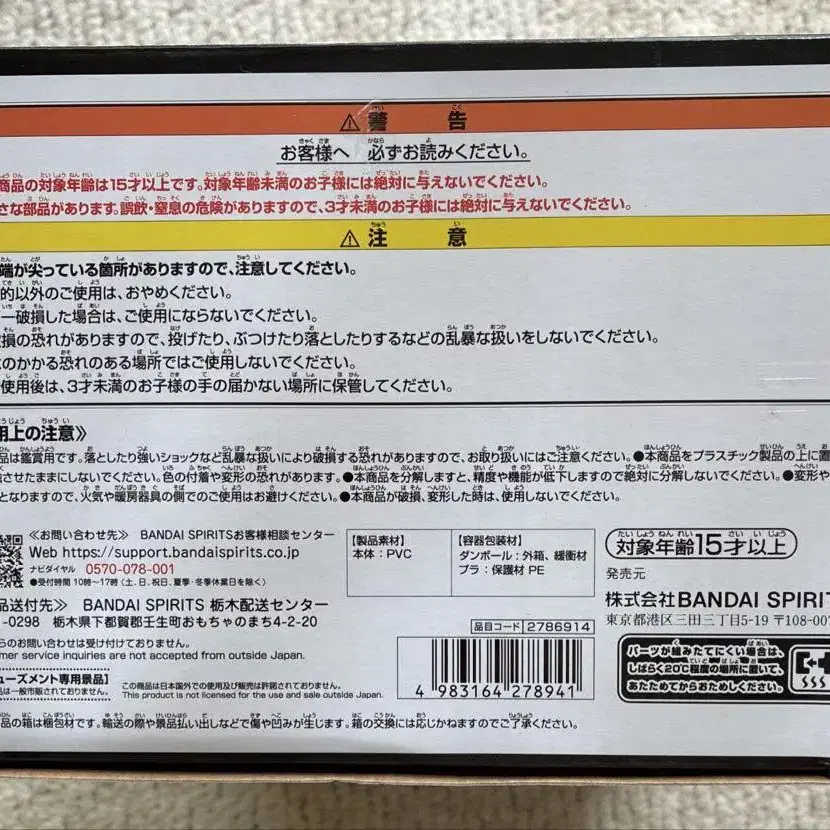 ⚠警告
お客様へ 必ずお読みください。
商品の対象年齢は15才以上です。対象年齢未満のお子様には絶対に与えないでください。
さな部品があります。誤飲・窒息の危険がありますので、3才未満のお子様には絶対に与えないでください。
⚠注意
端が尖っている箇所がありますので、注意してください。
的以外のご使用は、おやめください。
一破損した場合は、ご使用にならないでください。
損の恐れがありますので、投げたり、ぶつけたり落としたりするなどの乱暴な扱いをしないでください。
のかかる恐れのある場所ではご使用しないでください。
使用後は、3才未満のお子様の手の届かない場所に保管してください。
用上の注意》
品は鑑賞用です。落としたり強いショックなど乱暴な扱いにより破損する恐れがありますので、お取り扱いにはご注意ください。●本商品をプラスチック製品の上に置
させたままにしないでください。色の付着や変形の恐れがあります。●本商品を分解しますと、精度や機能が低下しますので絶対に分解しないでください。●変形や
となりますので、火気や暖房器具の側でのご使用はお避けください。●本商品が破損、変形した時は、使用しないでください。
≪お問い合わせ先≫ BANDAI SPIRITSお客様相談センター
Web https://support.bandaispirits.co.jp
ナビダイヤル 0570-078-001
●受付時間 10時～17時(土、日、祝日、夏季・冬季休業日を除く)
品送付先≫ BANDAI SPIRITS 栃木配送センター
-0298 栃木県下都賀郡壬生町おもちゃのまち4-2-20
らのお問い合わせは受け付けておりません。
mer service inquiries are not accepted from outside Japan.
ューズメント専用景品】
品は一般市販されておりません。
この商品は日本国外での使用及び販売は許諾されておりません。
This product is not licensed for the use and sale outside Japan.
【製品素材】
本体：PVC
【容器包装材】
ダンボール：外箱、緩衝材
プラ：保護材 PE
品目コード 2786914
4 983164 278941
対象年齢15才以上
発売元
株式会社BANDAI SPIRIT
東京都港区三田三丁目5-19 〒108-007
パーツが組みたてにくい場合は、
しばらく20℃程度の場所に置いて、
あたためてからお出しください。
品の箱は梱包材です。輸送の際や景品払い出しなどで傷や凹みが生じます。箱の交換には応じかねますのでご了承ください。